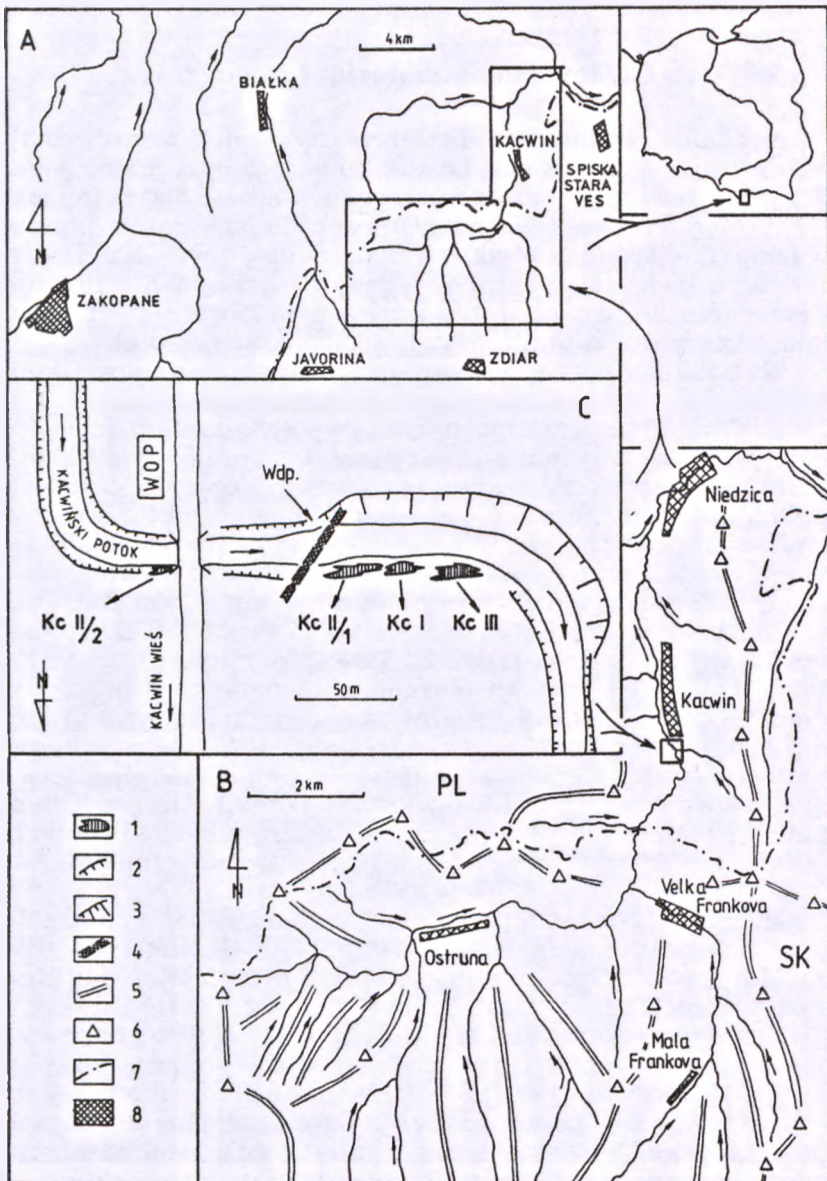 A
4 km
BIAŁKA
KACWIN
SPISKA
STARA
VES
N
ZAKOPANE
JAVORINA
ZDIAR
C
W.O.P.
KACWIŃSKI POTOK
Wdp.
Kc II/2
Kc II/1
Kc I
Kc III
N
KACWIN WIEŚ
50 m
Niedzica
Kacwin
B
2 km
PL
N
Velka
Frankova
Ostruna
SK
Mala
Frankova
1
2
3
4
5
6
7
8